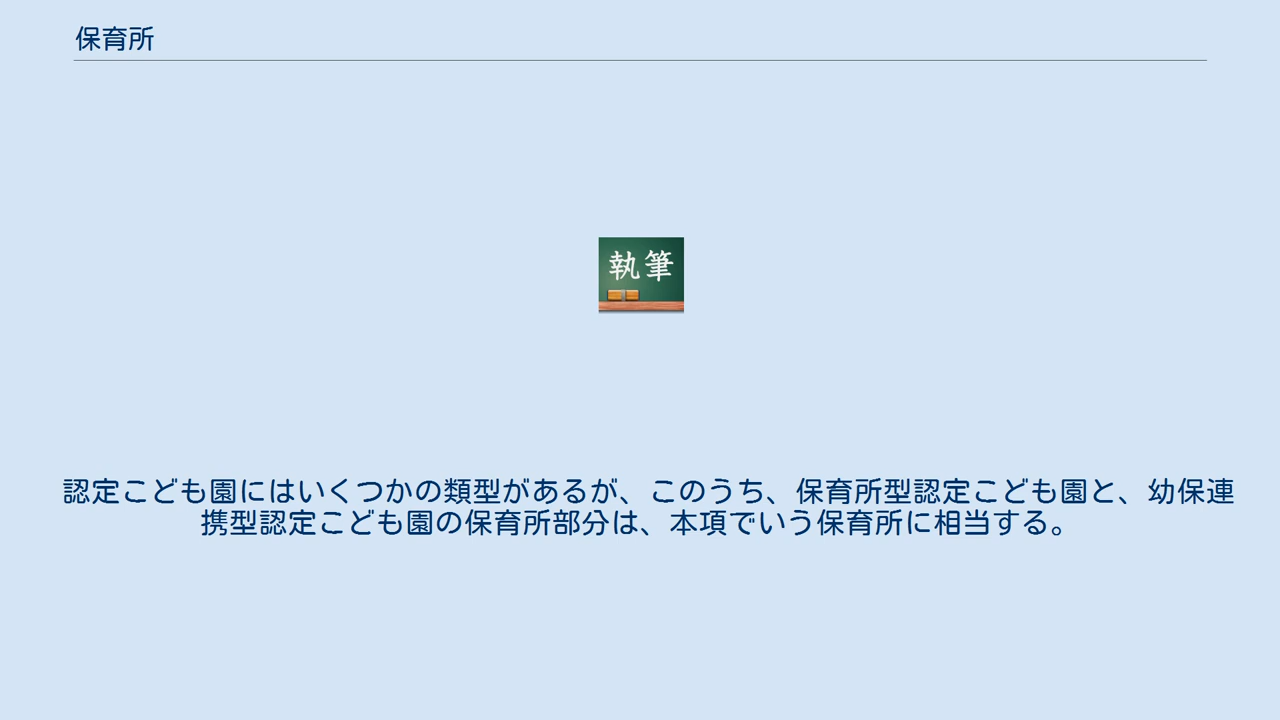 保育所
執筆
認定こども園にはいくつかの類型があるが、このうち、保育所型認定こども園と、幼保連
携型認定こども園の保育所部分は、本項でいう保育所に相当する。